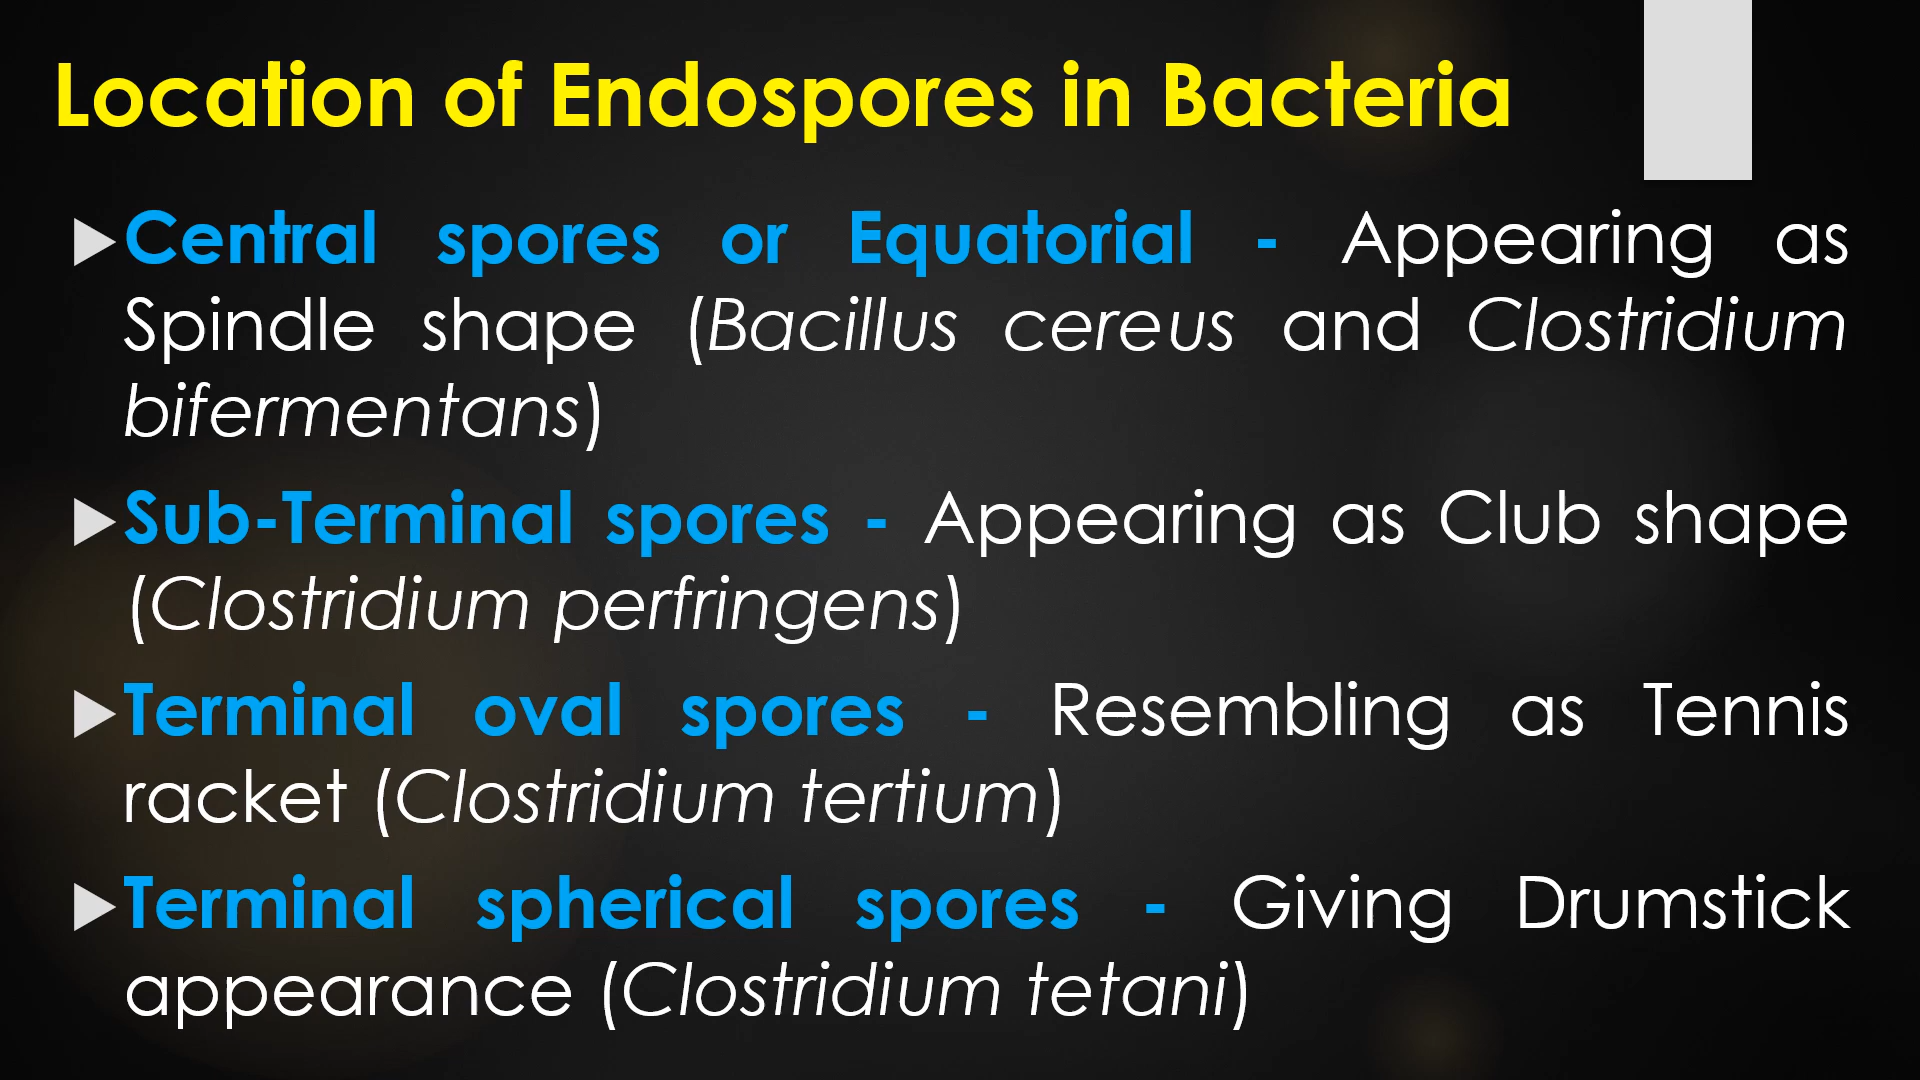 Location of Endospores in Bacteria
Central spores or Equatorial - Appearing as
Spindle shape (Bacillus cereus and Clostridium
bifermentans)
Sub-Terminal spores - Appearing as Club shape
(Clostridium perfringens)
Terminal oval spores - Resembling as Tennis
racket (Clostridium tertium)
Terminal spherical spores - Giving Drumstick
appearance (Clostridium tetani)